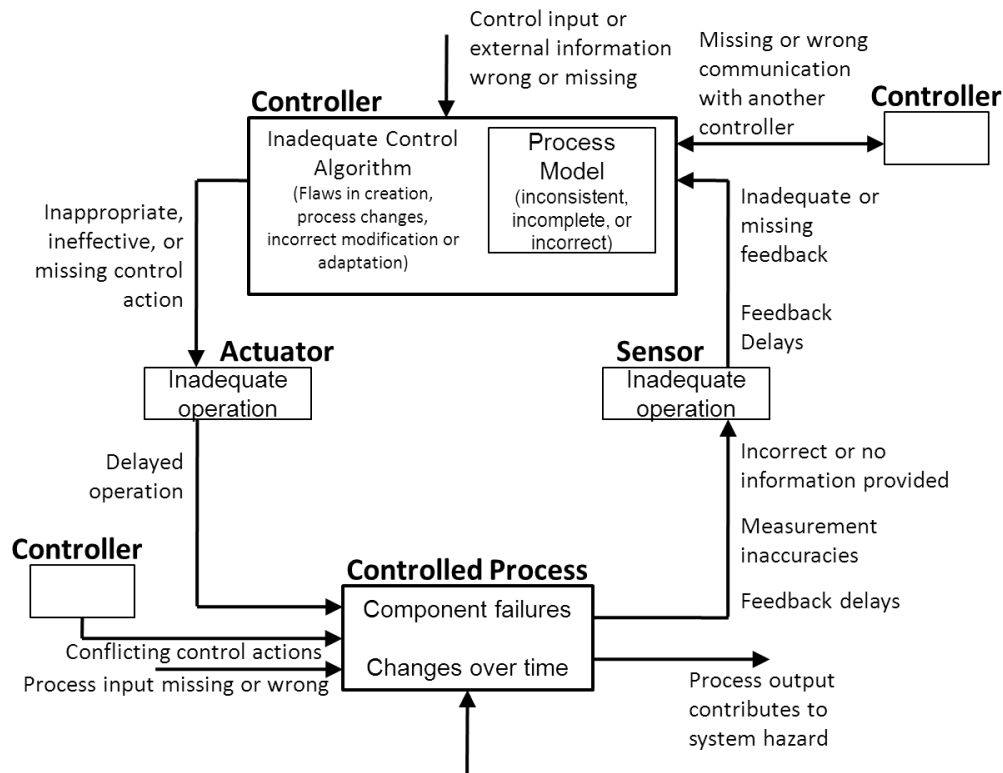 Control input or
external information
wrong or missing
Missing or wrong
communication
with another
controller
Controller
Controller
Inadequate Control
Algorithm
(Flaws in creation,
process changes,
incorrect modification or
adaptation)
Process
Model
(inconsistent,
incomplete, or
incorrect)
Inappropriate,
ineffective, or
missing control
action
Inadequate or
missing
feedback
Feedback
Delays
Actuator
Inadequate
operation
Sensor
Inadequate
operation
Delayed
operation
Incorrect or no
information provided
Measurement
inaccuracies
Feedback delays
Controller
Controlled Process
Component failures
Changes over time
Conflicting control actions
Process input missing or wrong
Process output
contributes to
system hazard